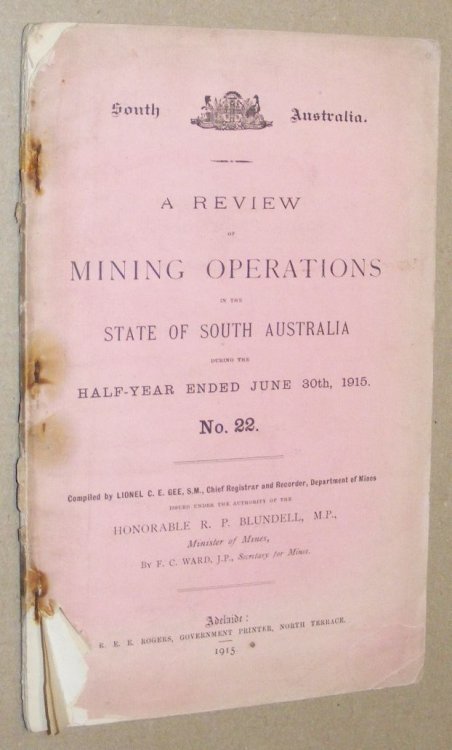 South Australia.
A REVIEW
OF
MINING OPERATIONS
IN THE
STATE OF SOUTH AUSTRALIA
DURING THE
HALF-YEAR ENDED JUNE 30th, 1915.
No. 22.
Compiled by LIONEL C. E. GEE, S.M., Chief Registrar and Recorder, Department of Mines
ISSUED UNDER THE AUTHORITY OF THE
HONORABLE R. P. BLUNDELL, M.P.,
Minister of Mines,
BY F. C. WARD, J.P., Secretary for Mines.
Adelaide:
R. E. E. ROGERS, GOVERNMENT PRINTER, NORTH TERRACE.
1915